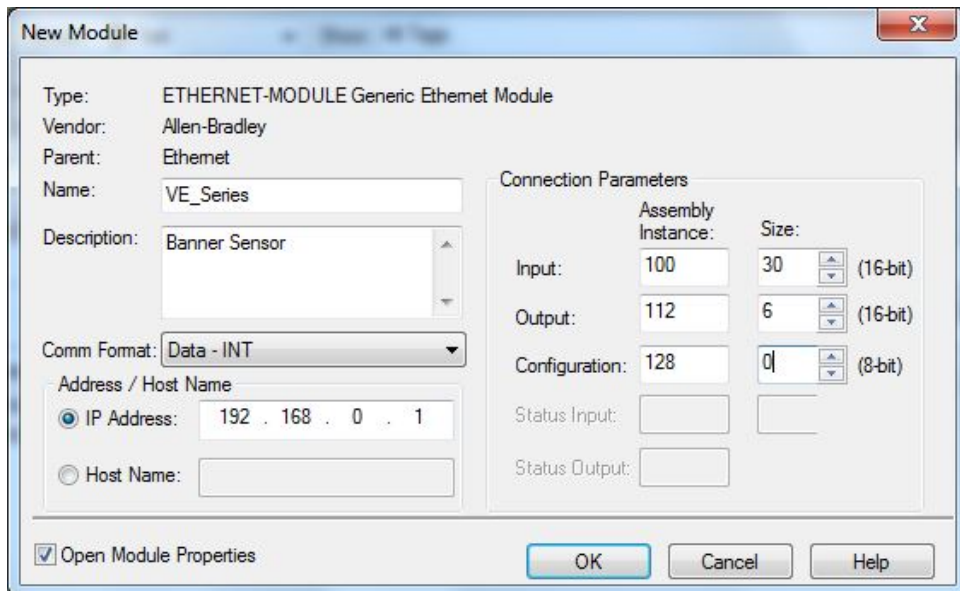 New Module
Type: ETHERNET-MODULE Generic Ethernet Module
Vendor: Allen-Bradley
Parent: Ethernet
Name: VE_Series
Description: Banner Sensor
Comm Format: Data - INT
Address / Host Name
IP Address: 192 . 168 . 0 . 1
Host Name:
Connection Parameters
Assembly
Instance: Size:
Input: 100 30 (16-bit)
Output: 112 6 (16-bit)
Configuration: 128 0 (8-bit)
Status Input:
Status Output:
Open Module Properties
OK Cancel Help